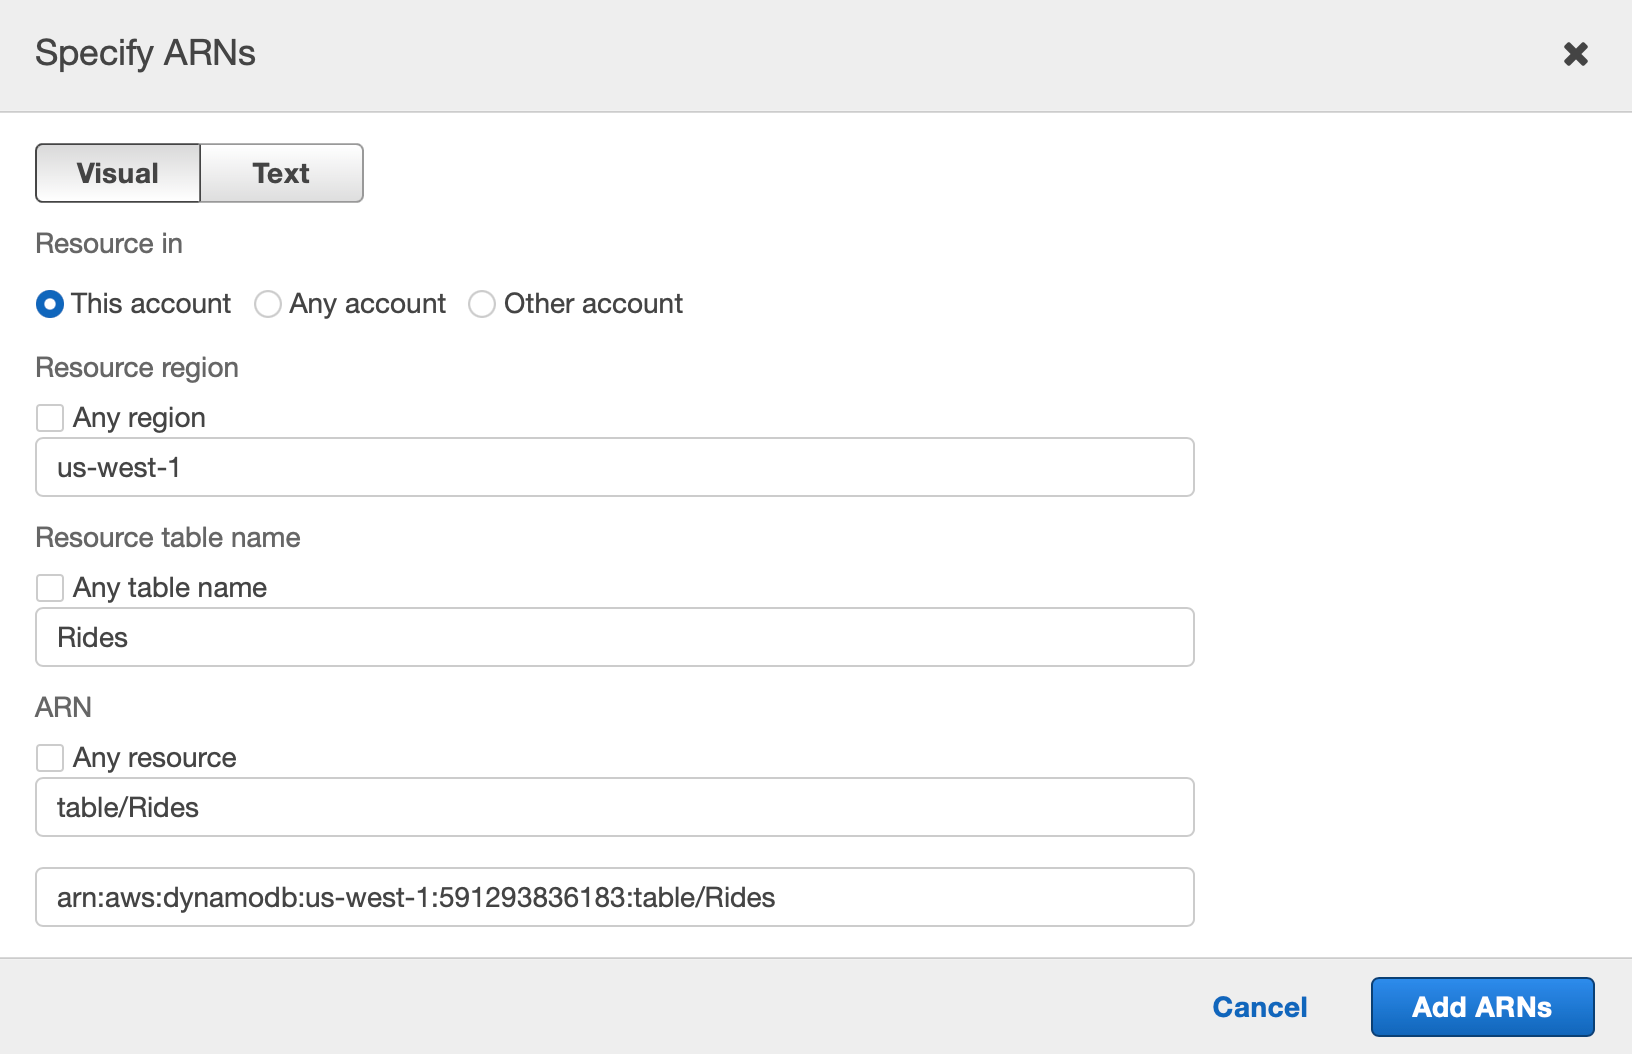 Specify ARNs
Visual Text
Resource in
This account Any account Other account
Resource region
Any region
us-west-1
Resource table name
Any table name
Rides
ARN
Any resource
table/Rides
arn:aws:dynamodb:us-west-1:591293836183:table/Rides
Cancel Add ARNs